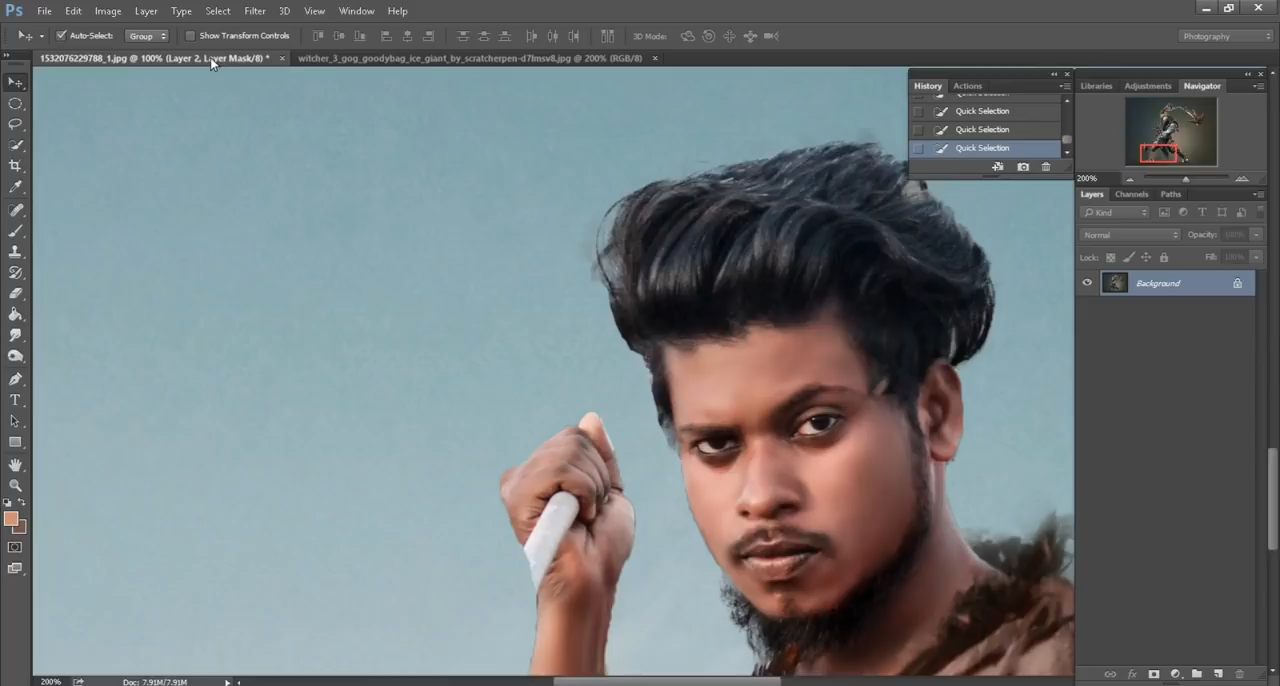 Ps File Edit Image Layer Type Select Filter 3D View Window Help
Auto-Select: Group Show Transform Controls 3D Mode: Photography
1532076229788_1.jpg @ 100% (Layer 2, Layer Mask/8) * witcher_3_gog_goodybag_ice_giant_by_scratcherpen-d7lmsv8.jpg @ 200% (RGB/8)
History Actions
Quick Selection
Quick Selection
Quick Selection
Libraries Adjustments Navigator
200%
Layers Channels Paths
Kind
Normal Opacity: 100%
Lock: Fill: 100%
Background
200% Doc: 7.91M/7.91M